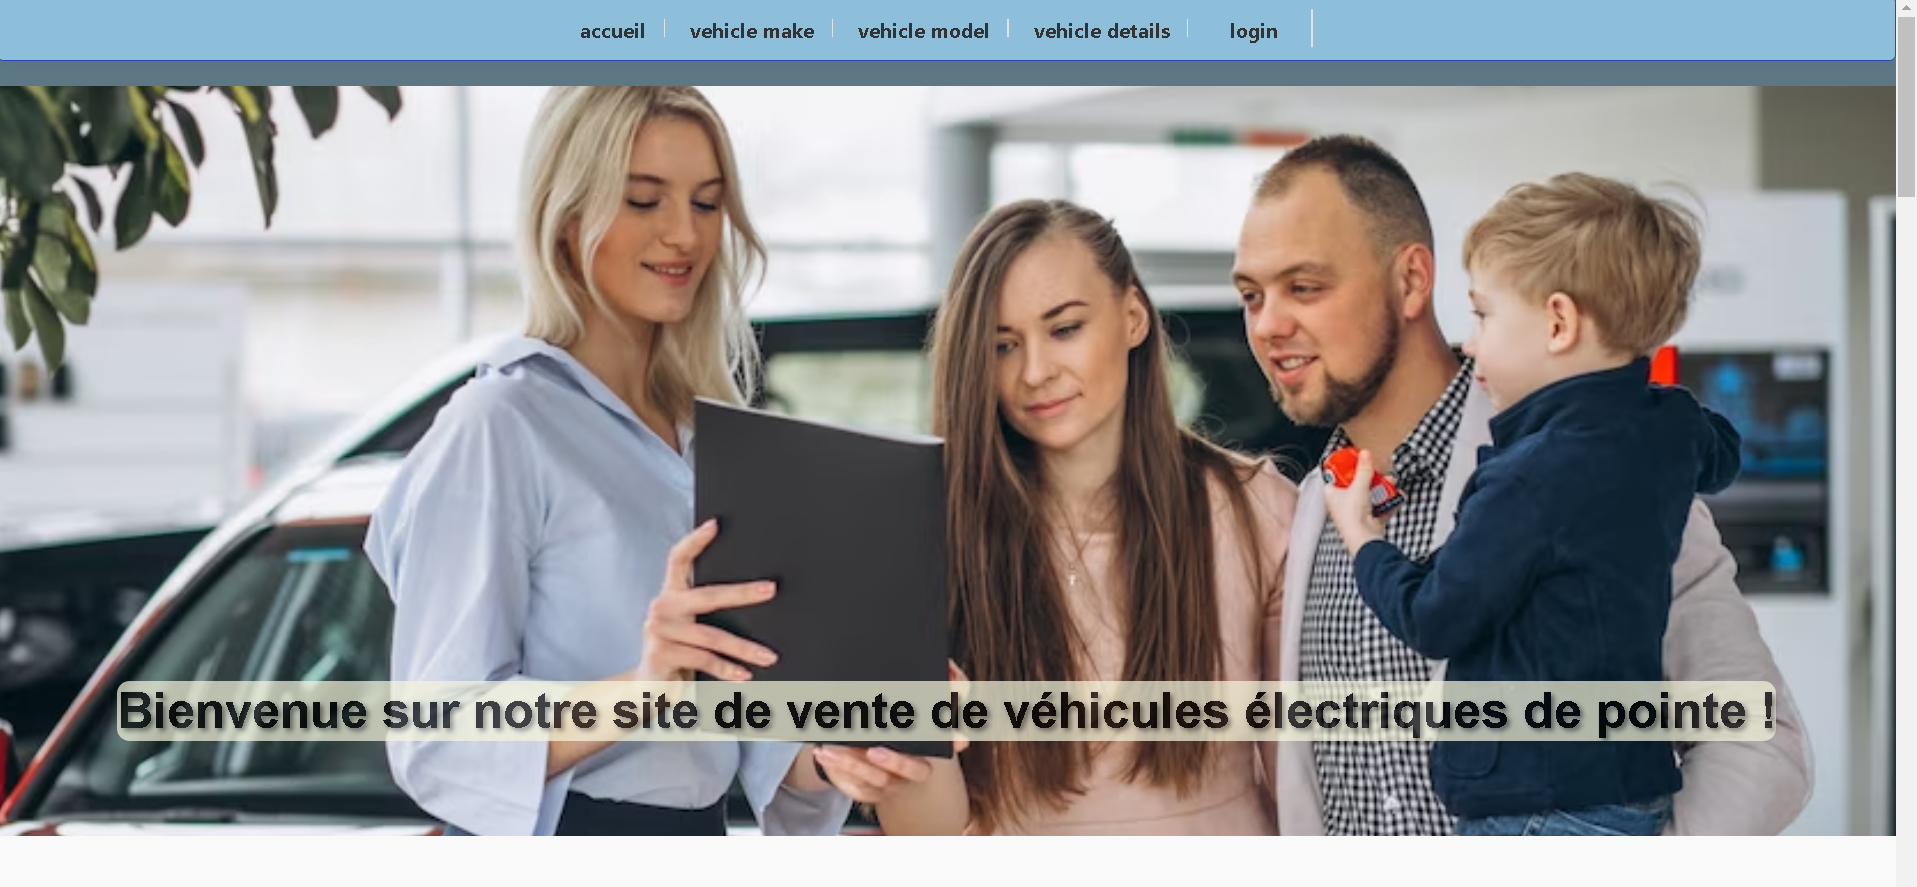 accueil vehicle make vehicle model vehicle details login
Bienvenue sur notre site de vente de véhicules électriques de pointe !